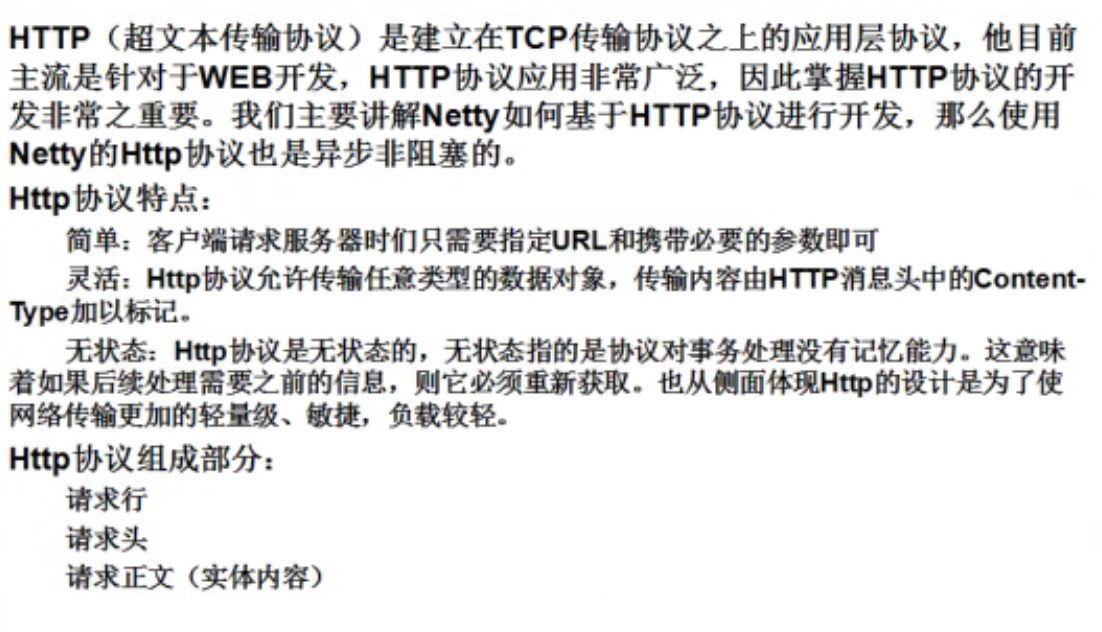 HTTP（超文本传输协议）是建立在TCP传输协议之上的应用层协议，他目前
主流是针对于WEB开发，HTTP协议应用非常广泛，因此掌握HTTP协议的开
发非常之重要。我们主要讲解Netty如何基于HTTP协议进行开发，那么使用
Netty的Http协议也是异步非阻塞的。
Http协议特点：
简单：客户端请求服务器时们只需要指定URL和携带必要的参数即可
灵活：Http协议允许传输任意类型的数据对象，传输内容由HTTP消息头中的Content-
Type加以标记。
无状态：Http协议是无状态的，无状态指的是协议对事务处理没有记忆能力。这意味
着如果后续处理需要之前的信息，则它必须重新获取。也从侧面体现Http的设计是为了使
网络传输更加的轻量级、敏捷，负载较轻。
Http协议组成部分：
请求行
请求头
请求正文（实体内容）